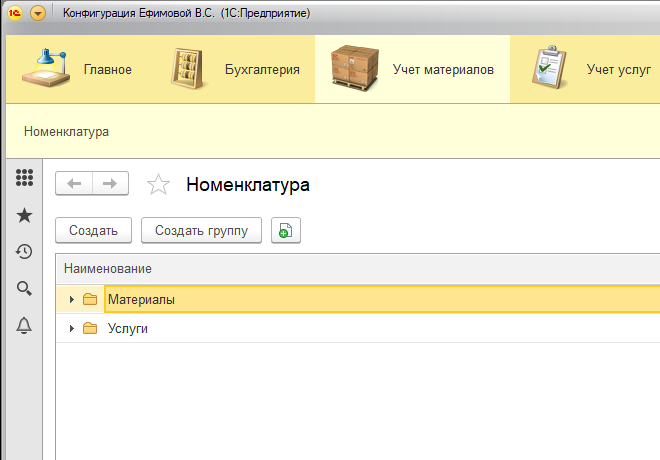 Конфигурация Ефимовой В.С. (1С:Предприятие)
Главное
Бухгалтерия
Учет материалов
Учет услуг
Номенклатура
Номенклатура
Создать
Создать группу
Наименование
Материалы
Услуги